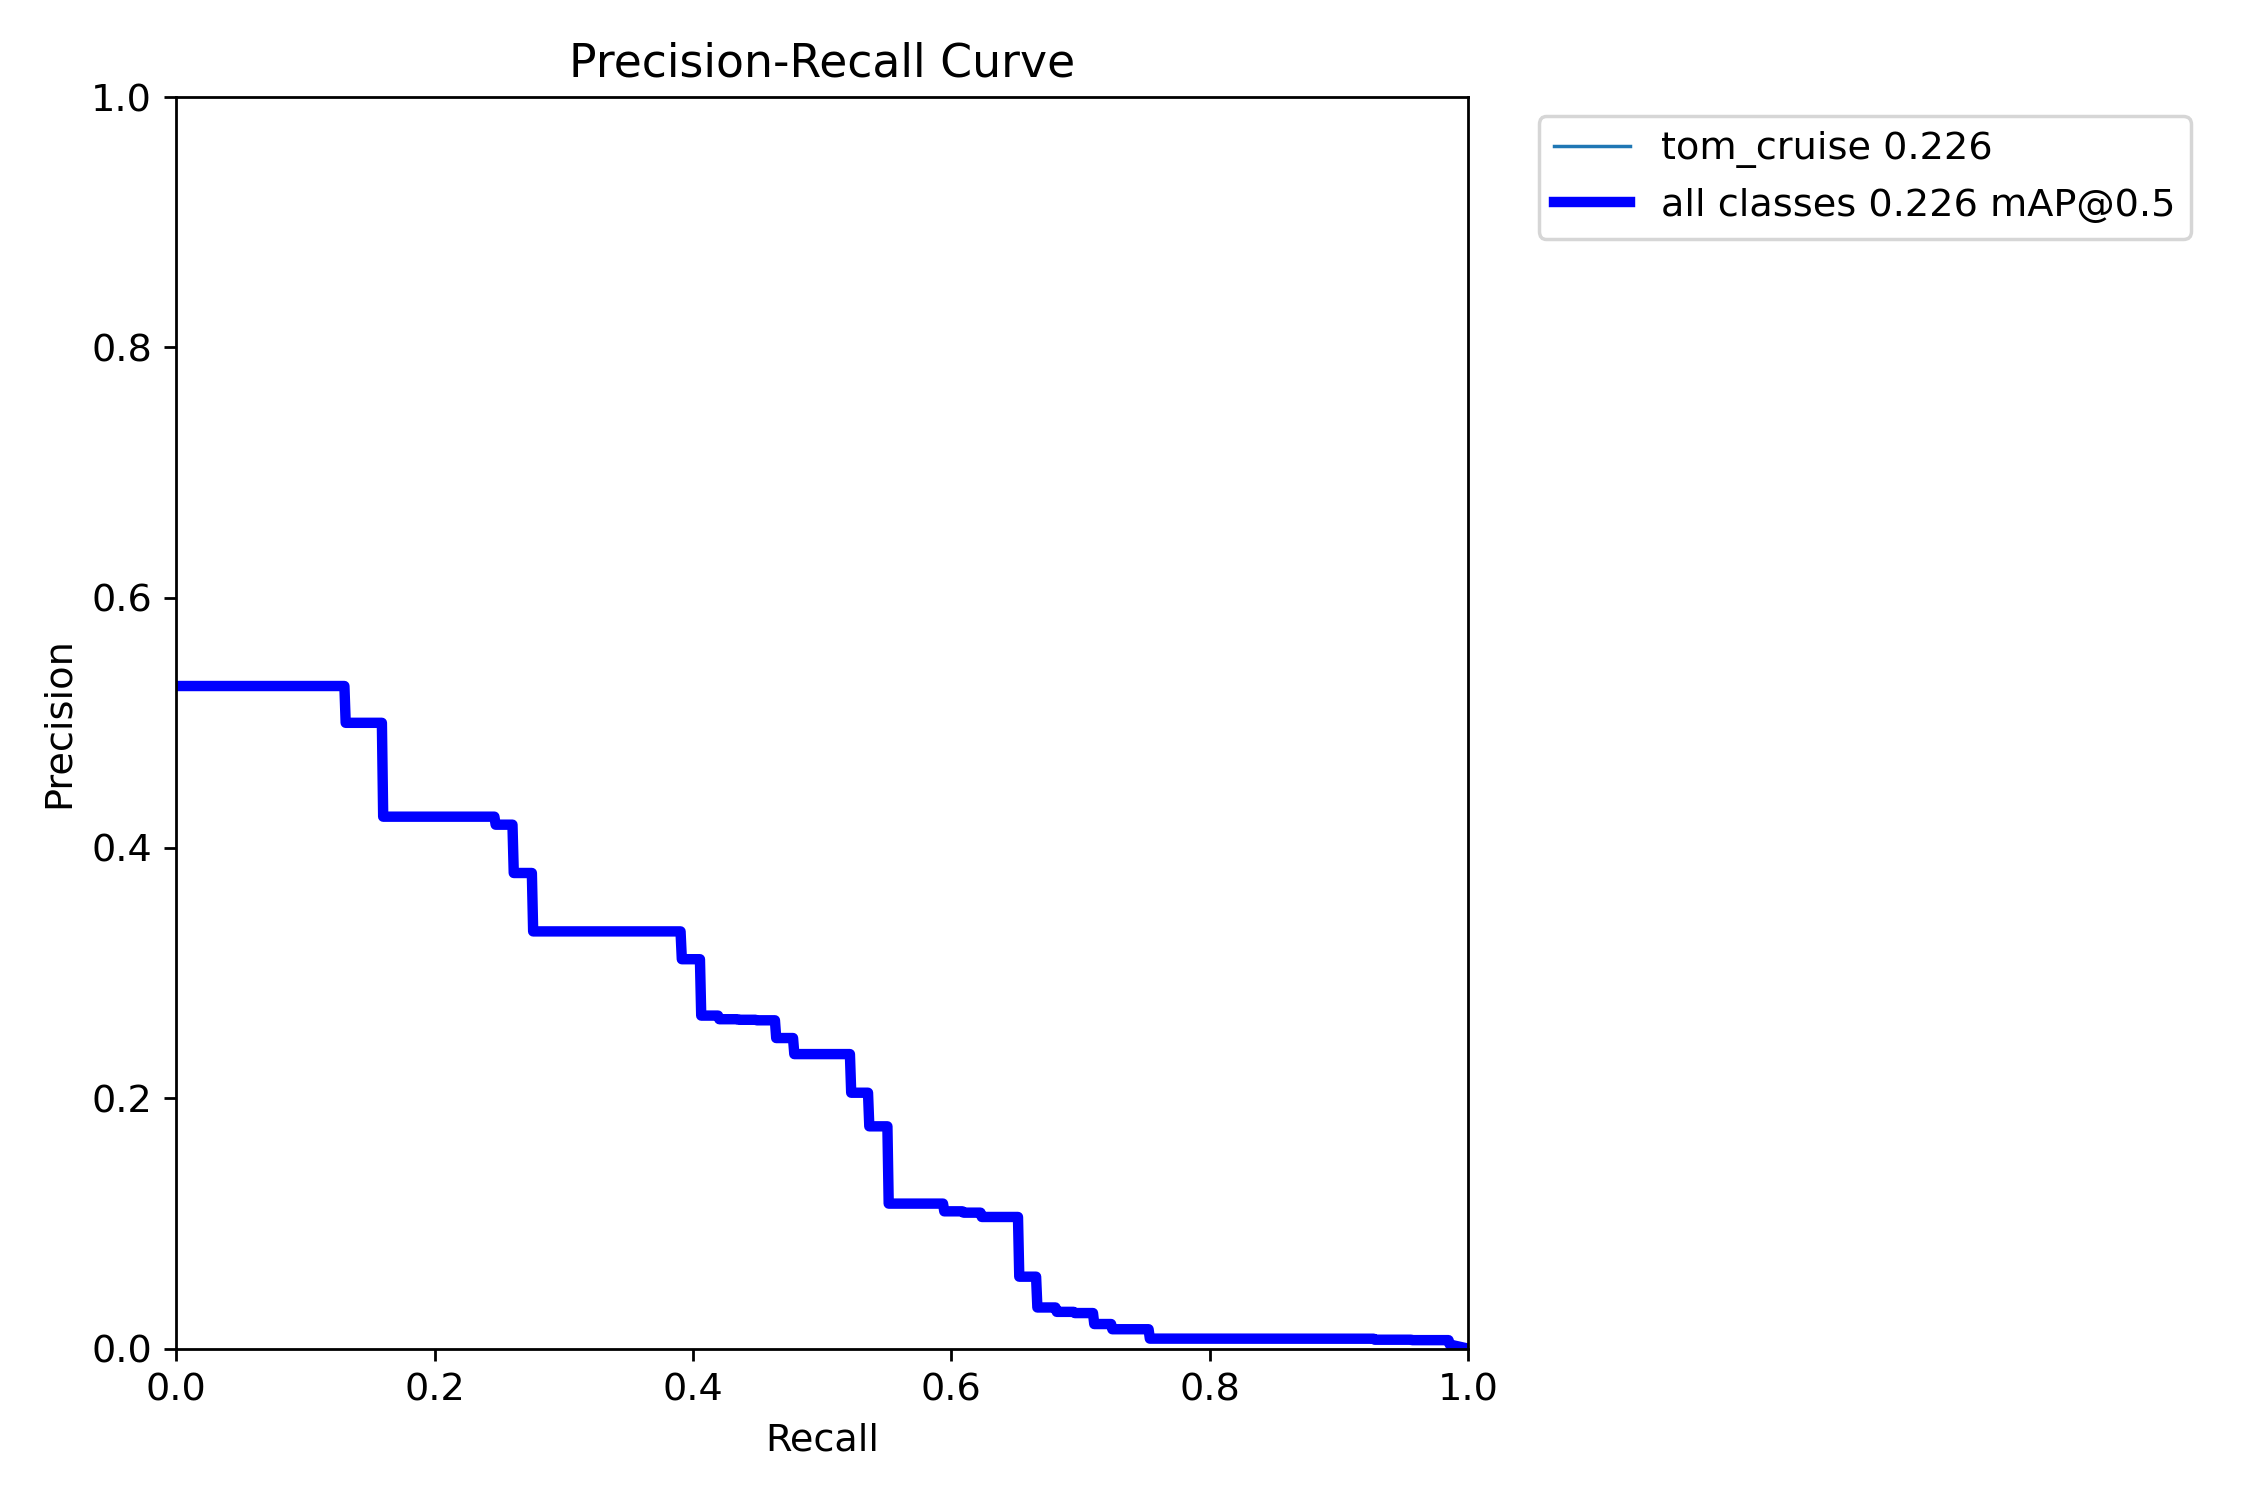 Precision-Recall Curve
1.0
0.8
0.6
0.4
0.2
0.0
Precision
0.0 0.2 0.4 0.6 0.8 1.0
Recall
tom_cruise 0.226
all classes 0.226 mAP@0.5